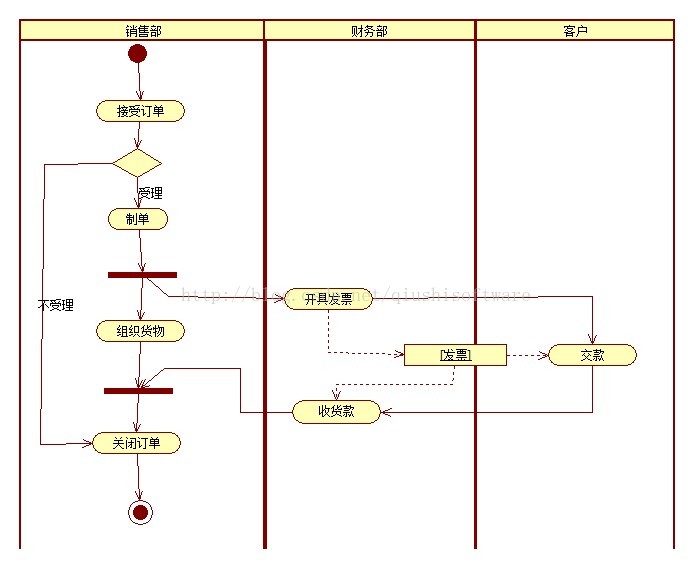 销售部
财务部
客户
接受订单
受理
制单
http://blog.csdn.net/qiushisoftware
开具发票
不受理
组织货物
[发票]
交款
收货款
关闭订单